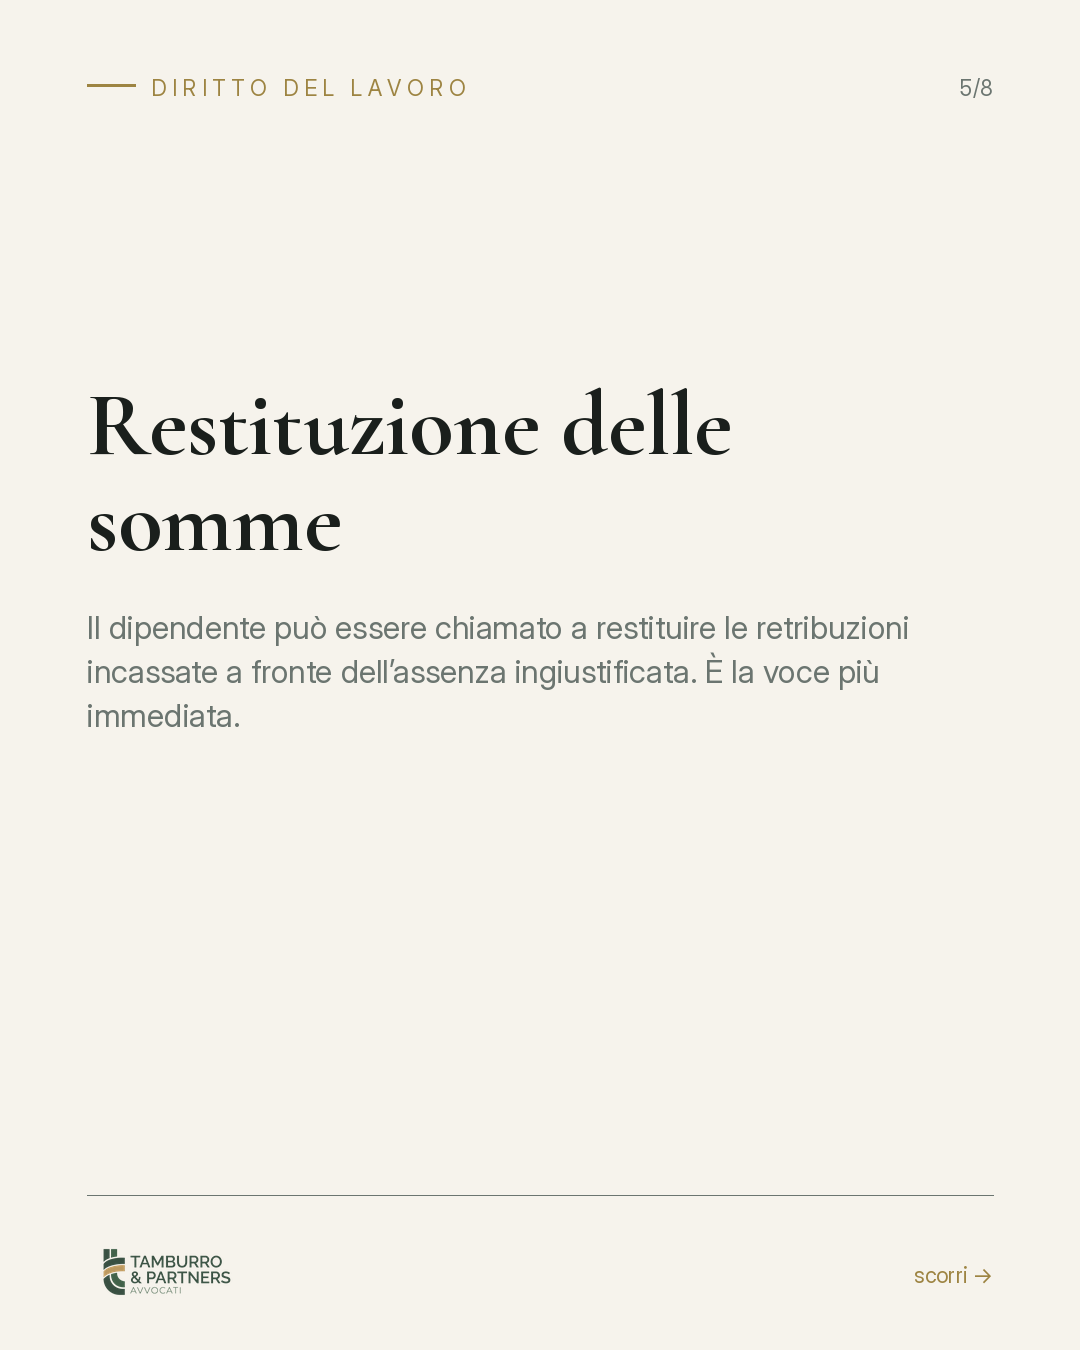 DIRITTO DEL LAVORO
5/8
Restituzione delle
somme
Il dipendente può essere chiamato a restituire le retribuzioni
incassate a fronte dell’assenza ingiustificata. È la voce più
immediata.
TAMBURRO
& PARTNERS
AVVOCATI
scorri →